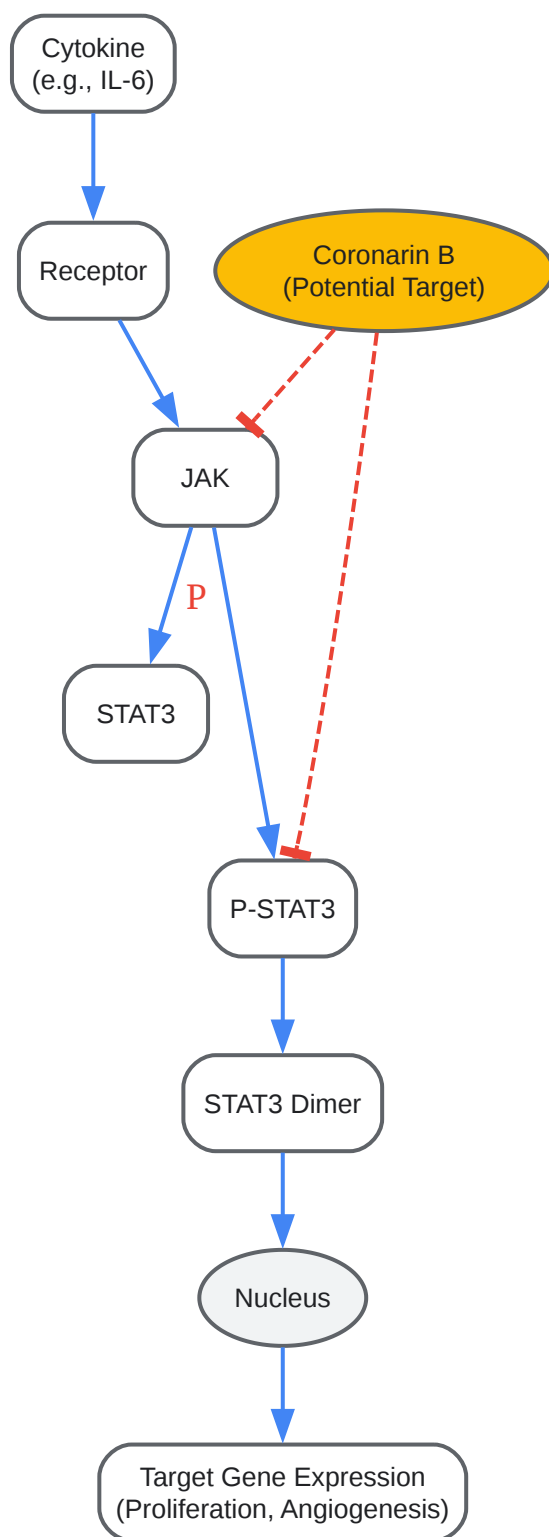 Cytokine
(e.g., IL-6)
Receptor
Coronarin B
(Potential Target)
JAK
P
STAT3
P-STAT3
STAT3 Dimer
Nucleus
Target Gene Expression
(Proliferation, Angiogenesis)